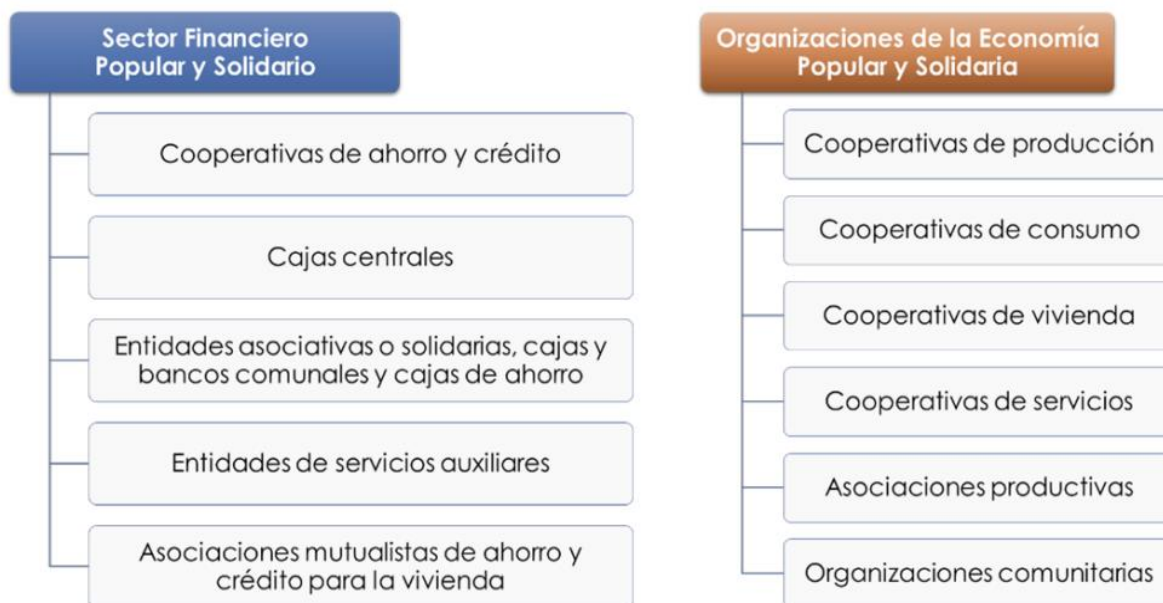 Sector Financiero
Popular y Solidario
Cooperativas de ahorro y crédito
Cajas centrales
Entidades asociativas o solidarias, cajas y
bancos comunales y cajas de ahorro
Entidades de servicios auxiliares
Asociaciones mutualistas de ahorro y
crédito para la vivienda
Organizaciones de la Economía
Popular y Solidaria
Cooperativas de producción
Cooperativas de consumo
Cooperativas de vivienda
Cooperativas de servicios
Asociaciones productivas
Organizaciones comunitarias